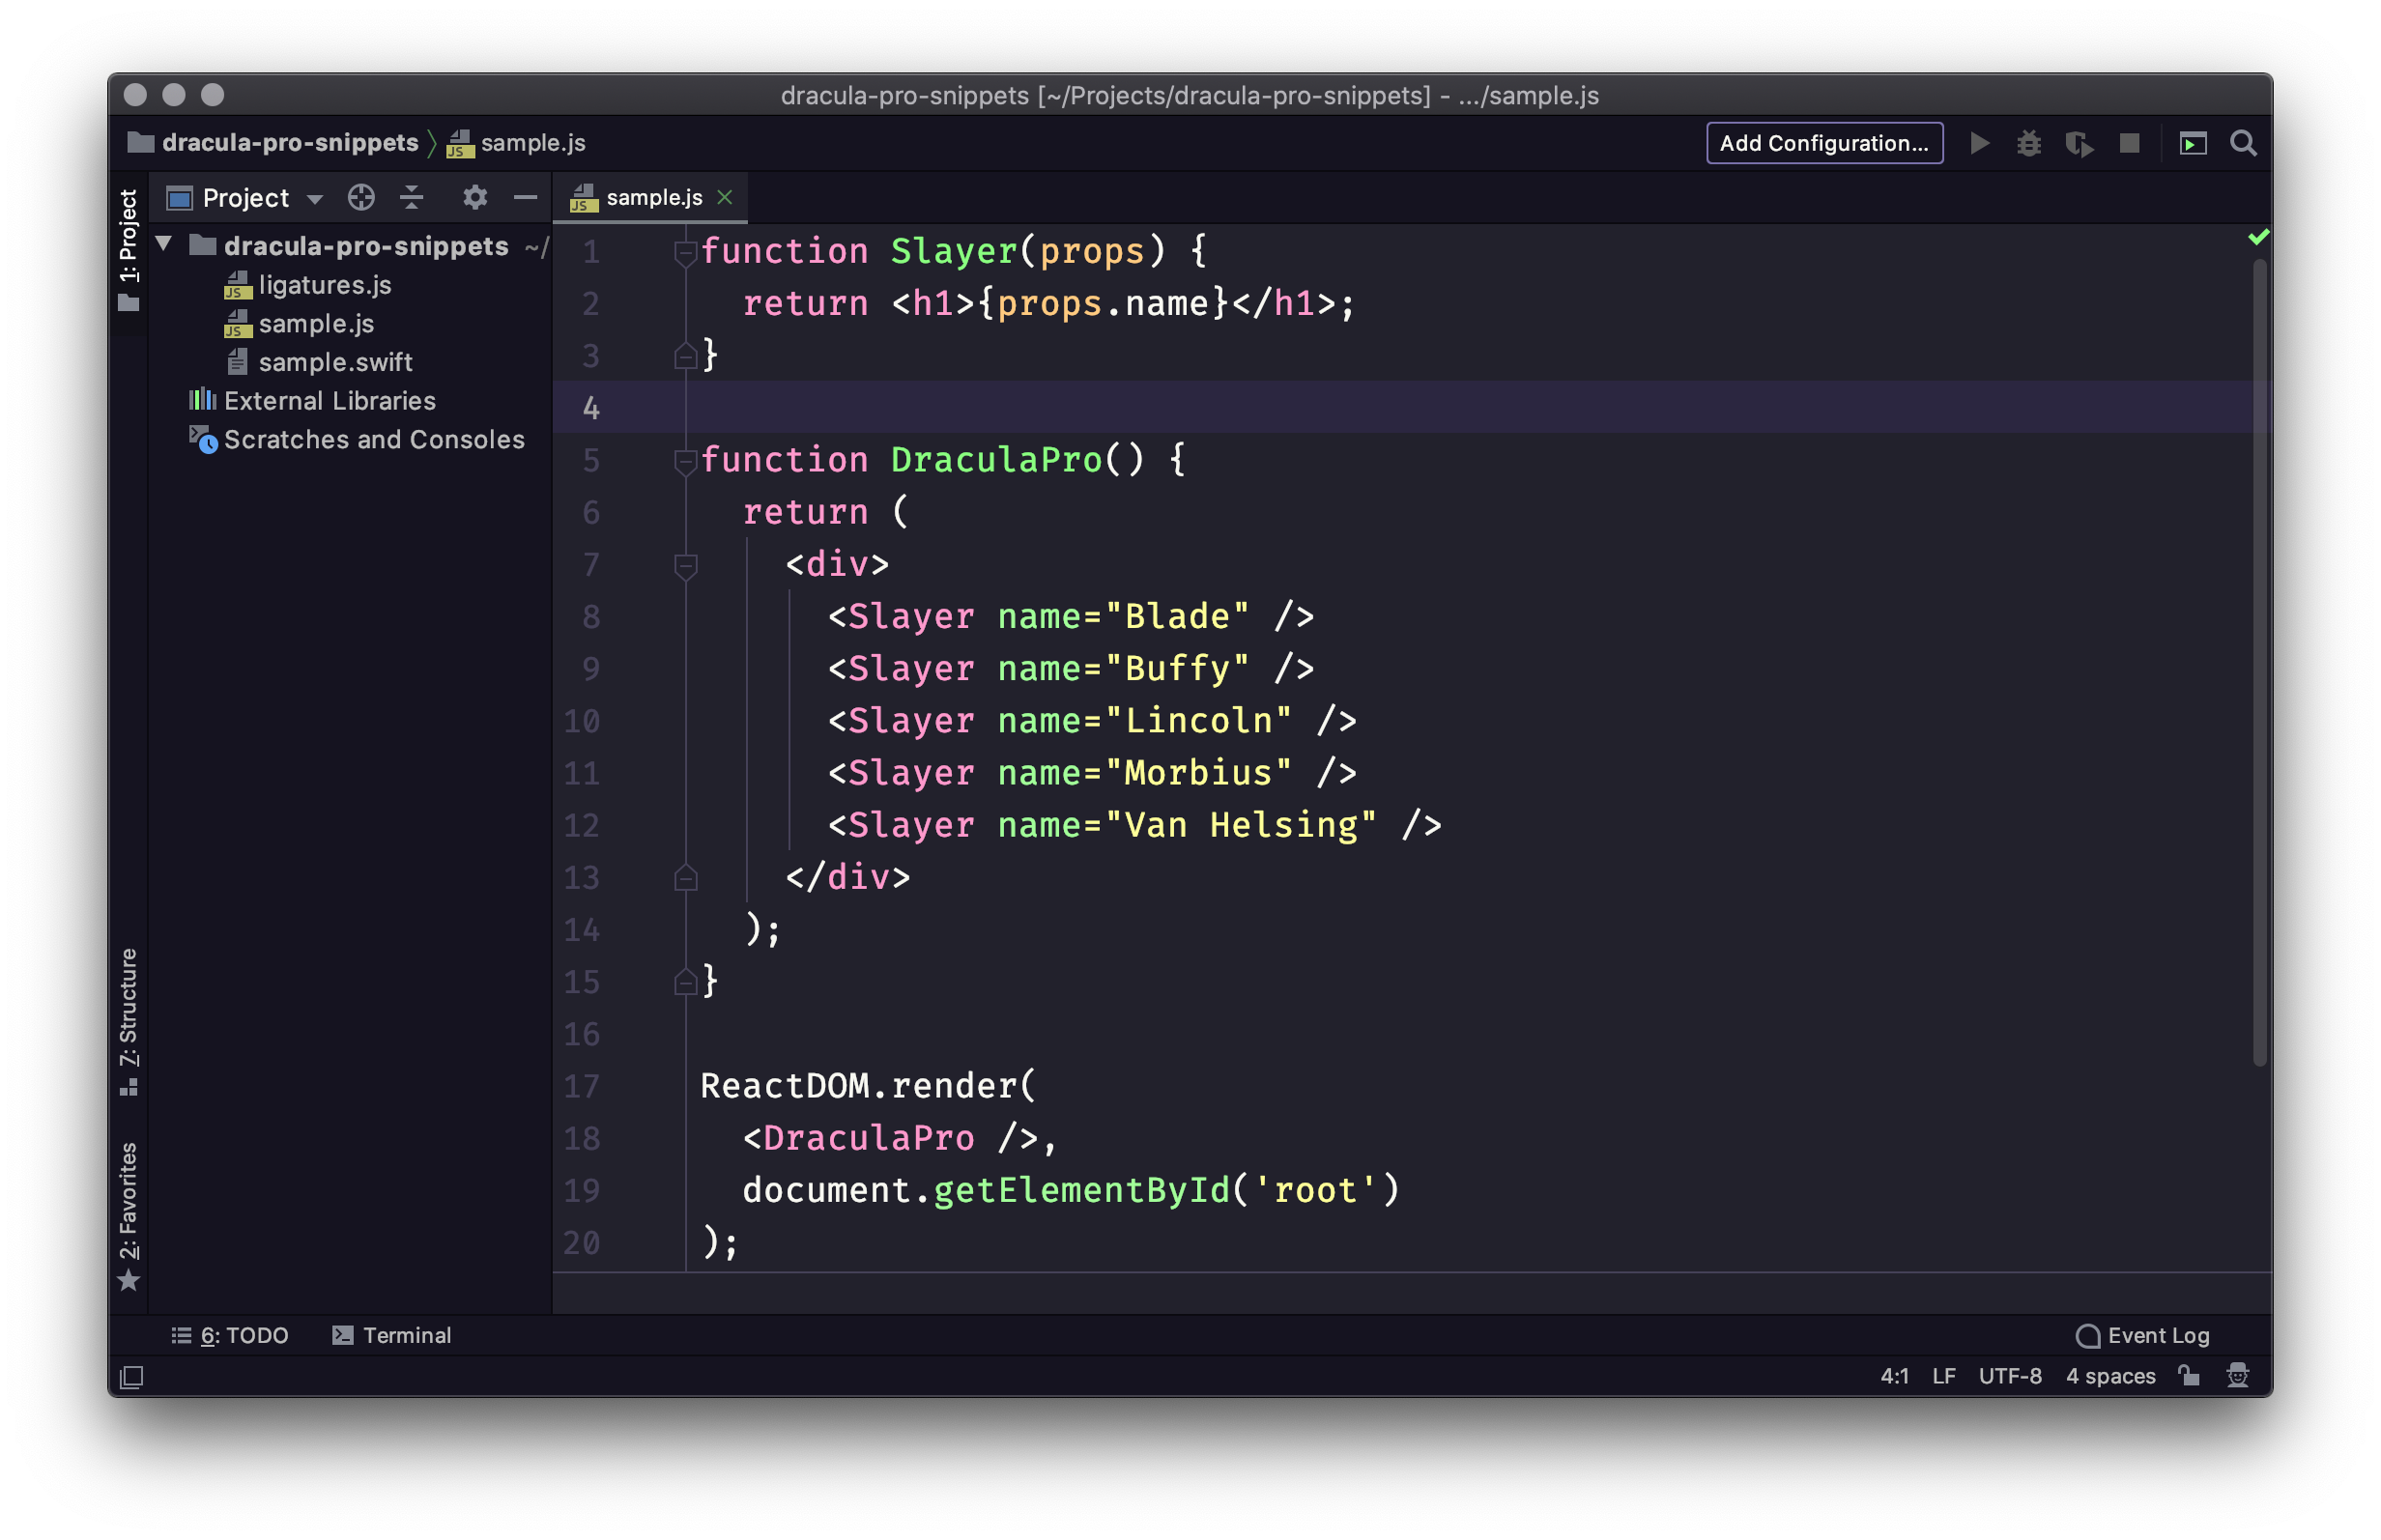 dracula-pro-snippets [~/Projects/dracula-pro-snippets] - .../sample.js
dracula-pro-snippets sample.js
Add Configuration...
1: Project
Project
dracula-pro-snippets ~/
JS ligatures.js
JS sample.js
sample.swift
External Libraries
Scratches and Consoles
7: Structure
2: Favorites
JS sample.js
1 function Slayer(props) {
2   return <h1>{props.name}</h1>;
3 }
4
5 function DraculaPro() {
6   return (
7     <div>
8       <Slayer name="Blade" />
9       <Slayer name="Buffy" />
10       <Slayer name="Lincoln" />
11       <Slayer name="Morbius" />
12       <Slayer name="Van Helsing" />
13     </div>
14   );
15 }
16
17 ReactDOM.render(
18   <DraculaPro />,
19   document.getElementById('root')
20 );
6: TODO Terminal
Event Log
4:1 LF UTF-8 4 spaces